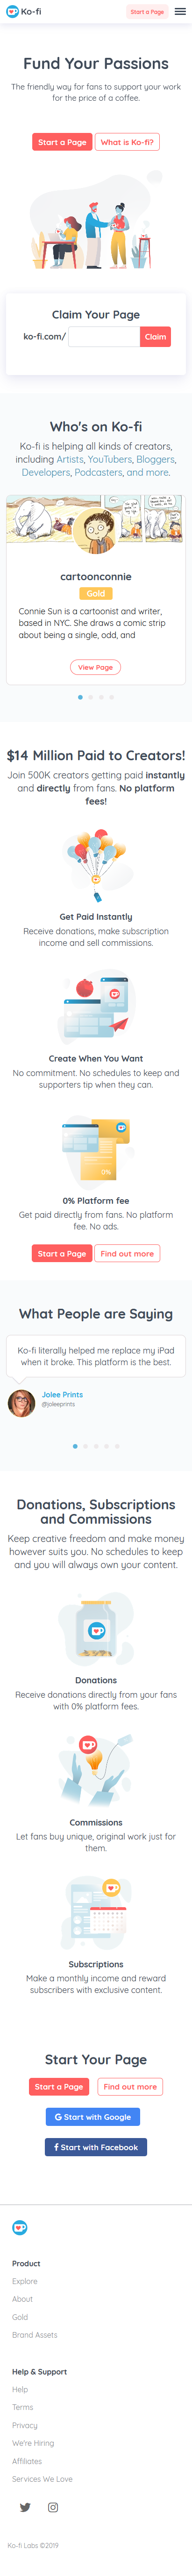 Ko-fi
Start a Page
Fund Your Passions
The friendly way for fans to support your work
for the price of a coffee.
Start a Page
What is Ko-fi?
Claim Your Page
ko-fi.com/
Claim
Who's on Ko-fi
Ko-fi is helping all kinds of creators,
including Artists, YouTubers, Bloggers,
Developers, Podcasters, and more.
cartoonconnie
Gold
Connie Sun is a cartoonist and writer,
based in NYC. She draws a comic strip
about being a single, odd, and
View Page
$14 Million Paid to Creators!
Join 500K creators getting paid instantly
and directly from fans. No platform
fees!
Get Paid Instantly
Receive donations, make subscription
income and sell commissions.
Create When You Want
No commitment. No schedules to keep and
supporters tip when they can.
0%
0% Platform fee
Get paid directly from fans. No platform
fee. No ads.
Start a Page
Find out more
What People are Saying
Ko-fi literally helped me replace my iPad
when it broke. This platform is the best.
Jolee Prints
@joleeprints
Donations, Subscriptions
and Commissions
Keep creative freedom and make money
however suits you. No schedules to keep
and you will always own your content.
Donations
Receive donations directly from your fans
with 0% platform fees.
Commissions
Let fans buy unique, original work just for
them.
Subscriptions
Make a monthly income and reward
subscribers with exclusive content.
Start Your Page
Start a Page
Find out more
Start with Google
Start with Facebook
Product
Explore
About
Gold
Brand Assets
Help & Support
Help
Terms
Privacy
We're Hiring
Affiliates
Services We Love
Ko-fi Labs ©2019